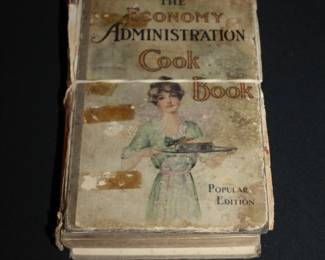 THE
ECONOMY
ADMINISTRATION
Cook
Book
POPULAR
EDITION